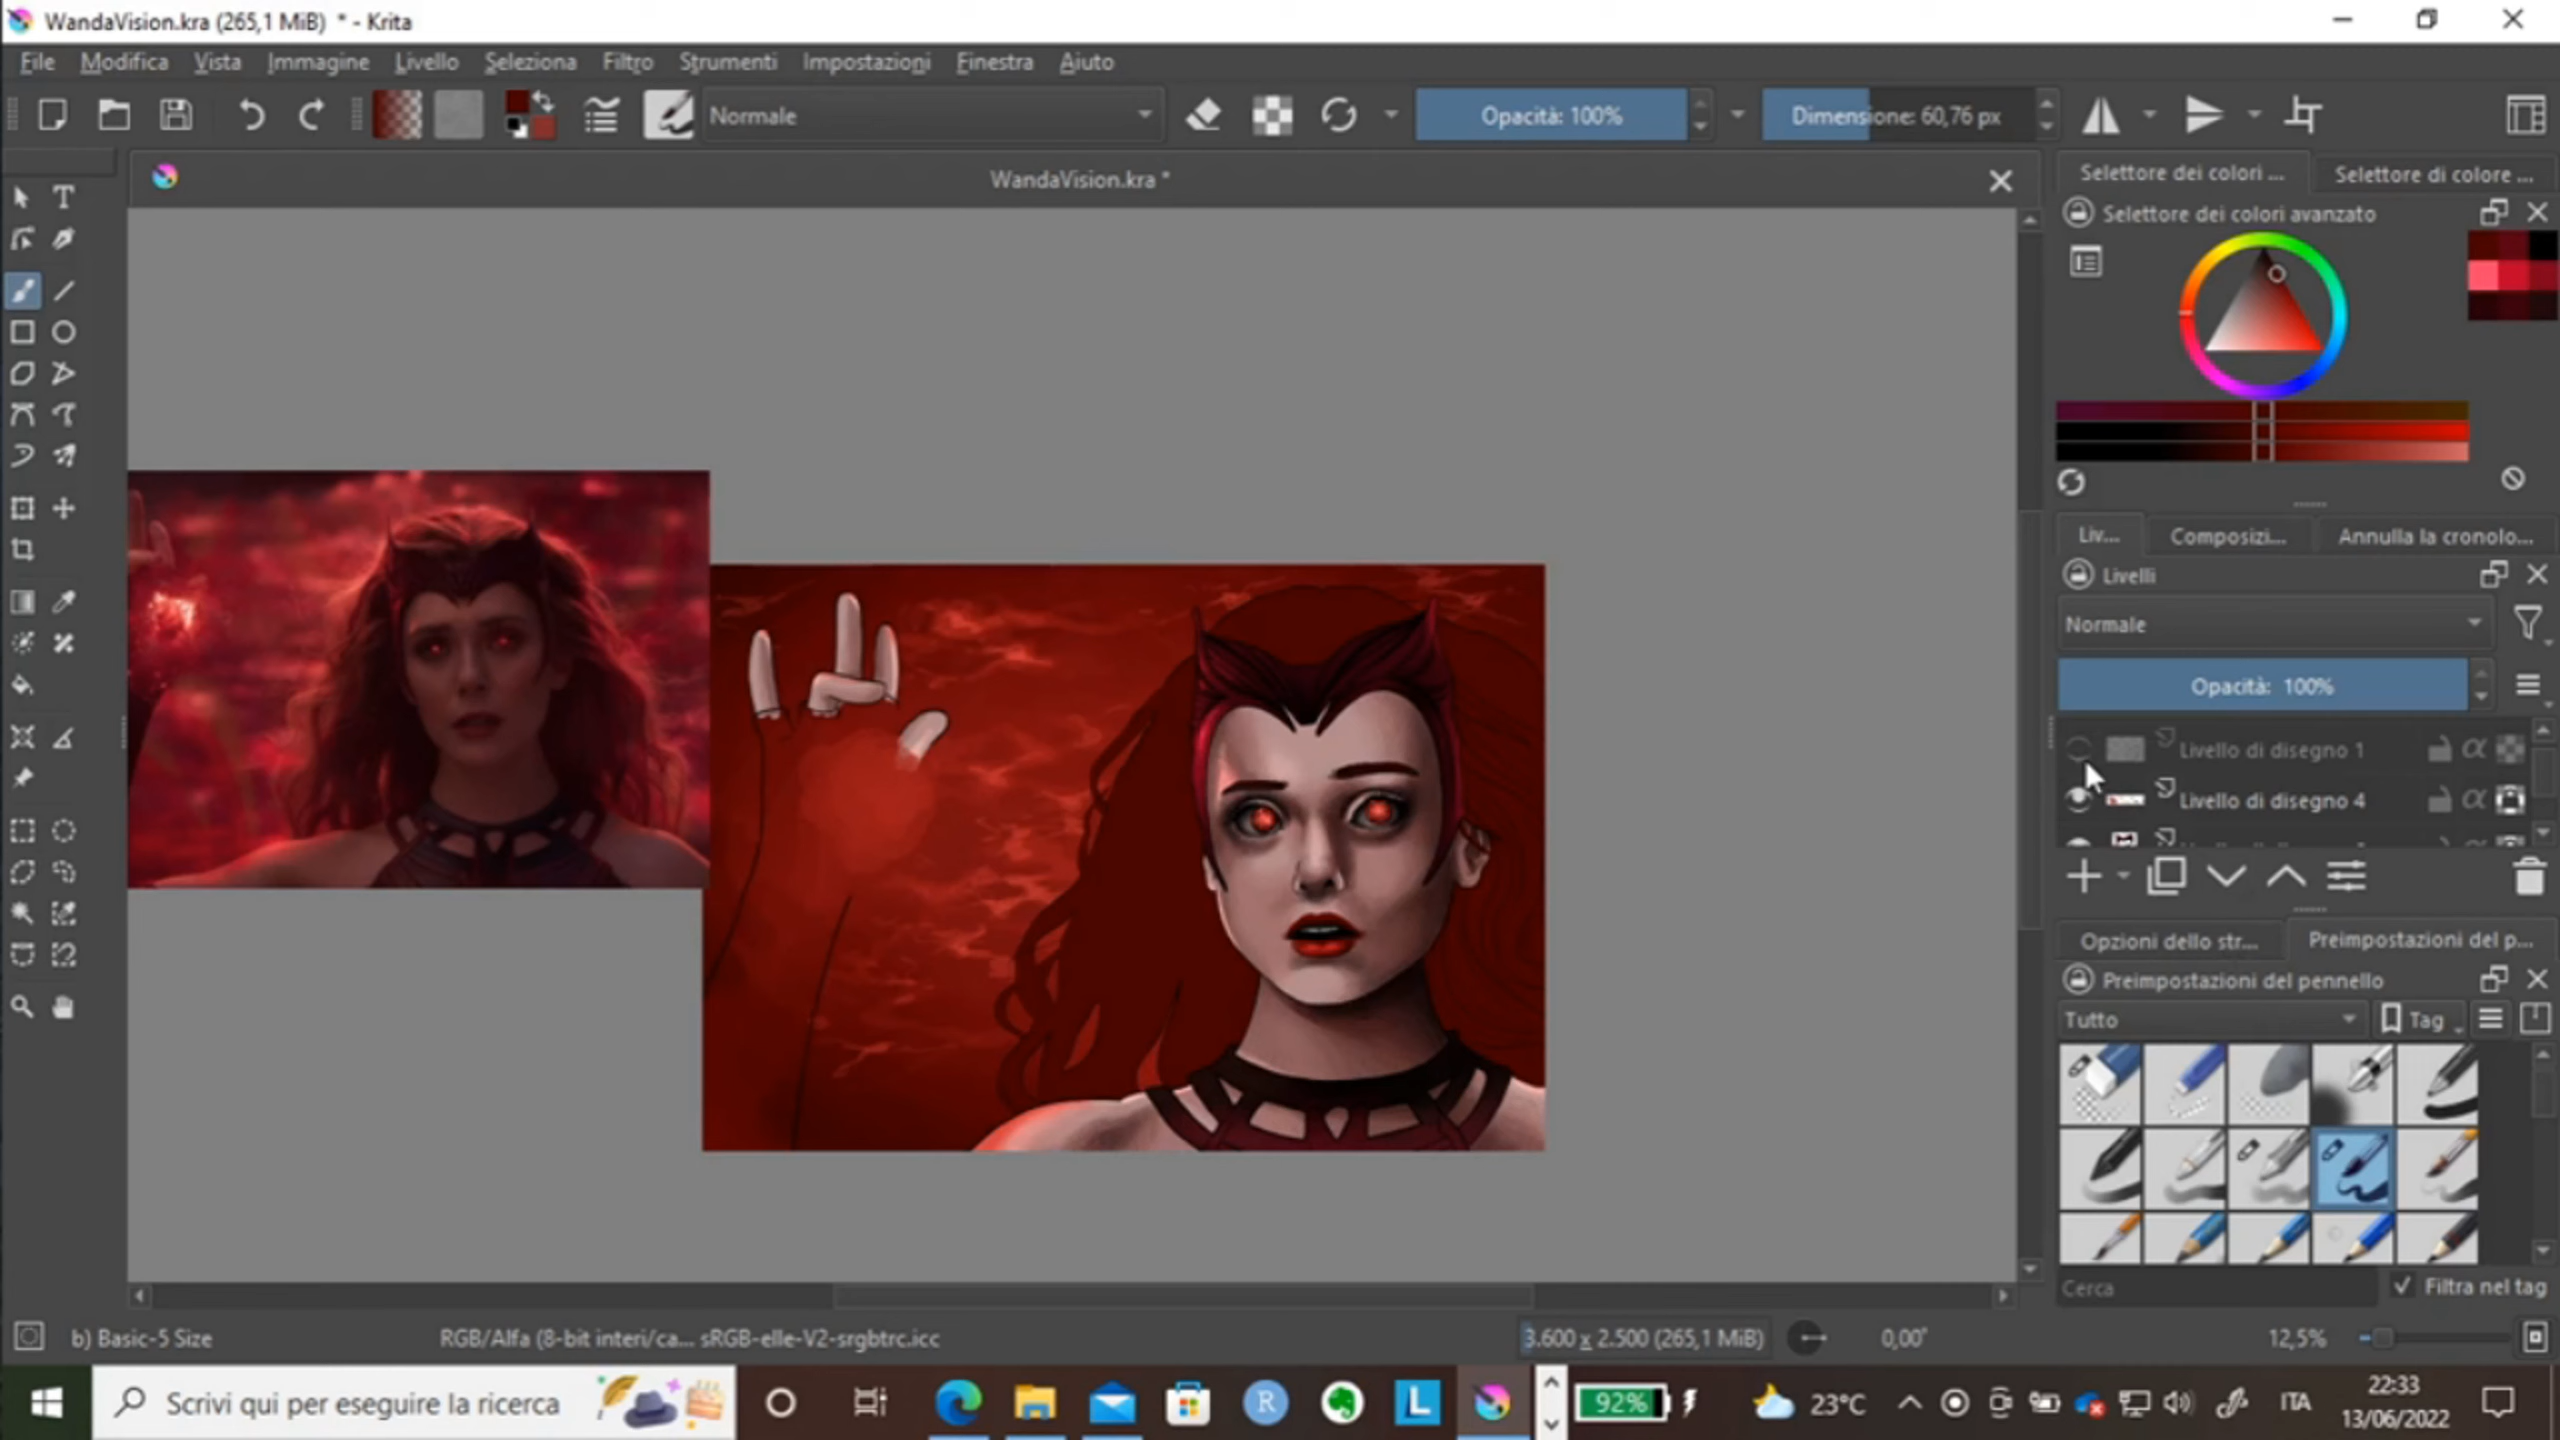 WandaVision.kra (265,1 MiB) * - Krita
File Modifica Vista Immagine Livello Seleziona Filtro Strumenti Impostazioni Finestra Aiuto
Normale
Opacità: 100%
Dimensione: 60,76 px
WandaVision.kra *
Selettore dei colori ...
Selettore di colore ...
Selettore dei colori avanzato
Liv...
Composizi...
Annulla la cronolo...
Livelli
Normale
Opacità: 100%
Livello di disegno 1
Livello di disegno 4
Opzioni dello str...
Preimpostazioni del p...
Preimpostazioni del pennello
Tutto
Tag
Cerca
Filtra nel tag
b) Basic-5 Size
RGB/Alfa (8-bit interi/ca... sRGB-elle-V2-srgbtrc.icc
3.600 x 2.500 (265,1 MiB)
0,00°
12,5%
Scrivi qui per eseguire la ricerca
R
L
92%
23°C
ITA
22:33
13/06/2022